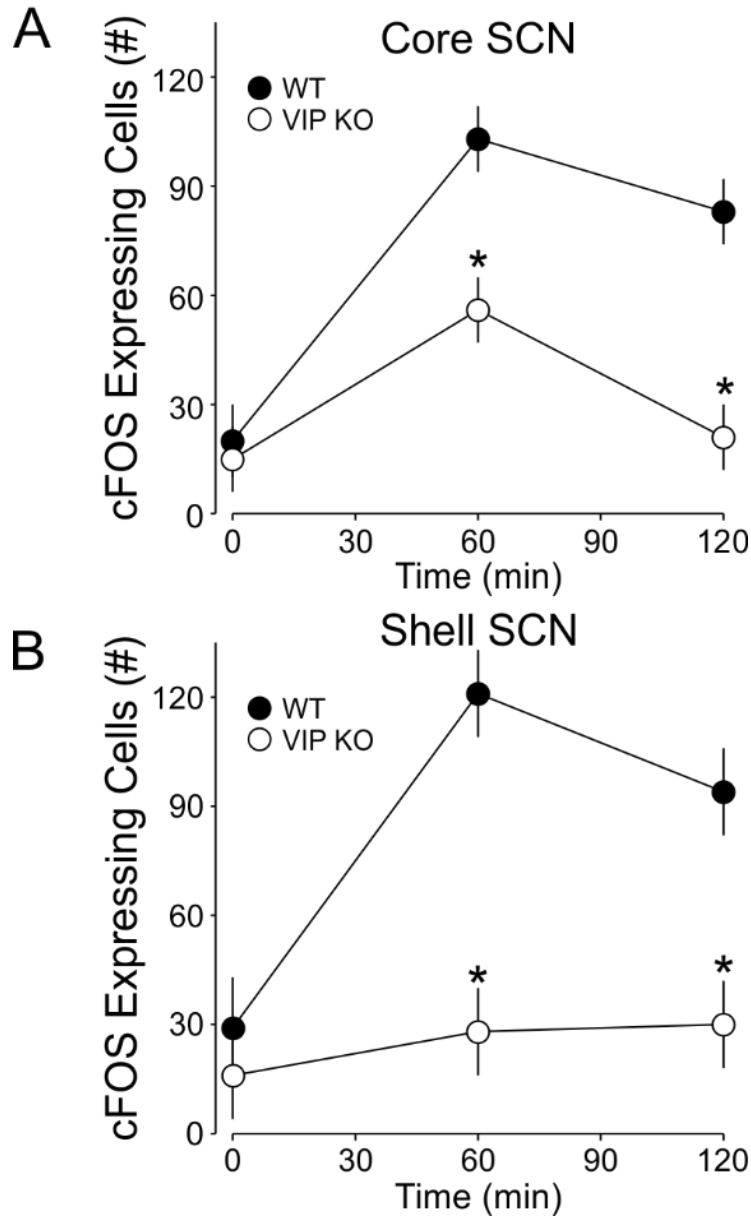 A
Core SCN
cFOS Expressing Cells (#)
120
90
60
30
0
WT
VIP KO
*
*
0 30 60 90 120
Time (min)
B
Shell SCN
cFOS Expressing Cells (#)
120
90
60
30
0
WT
VIP KO
*
*
0 30 60 90 120
Time (min)